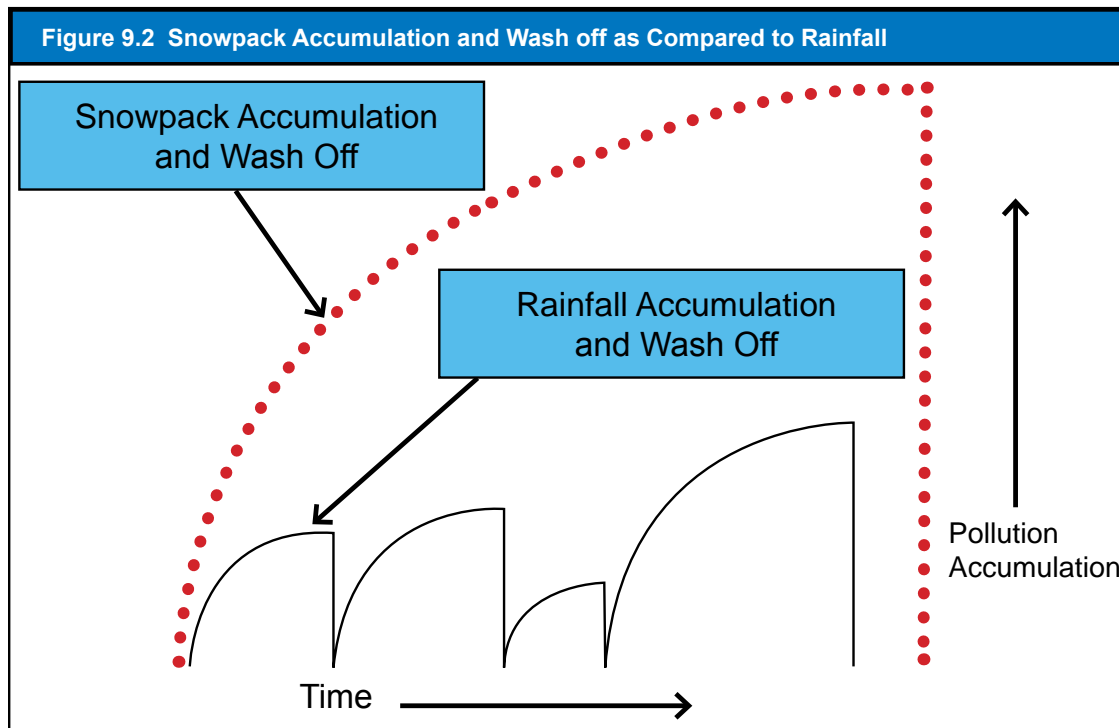 Figure 9.2  Snowpack Accumulation and Wash off as Compared to Rainfall
Snowpack Accumulation
and Wash Off
Rainfall Accumulation
and Wash Off
Pollution
Accumulation
Time